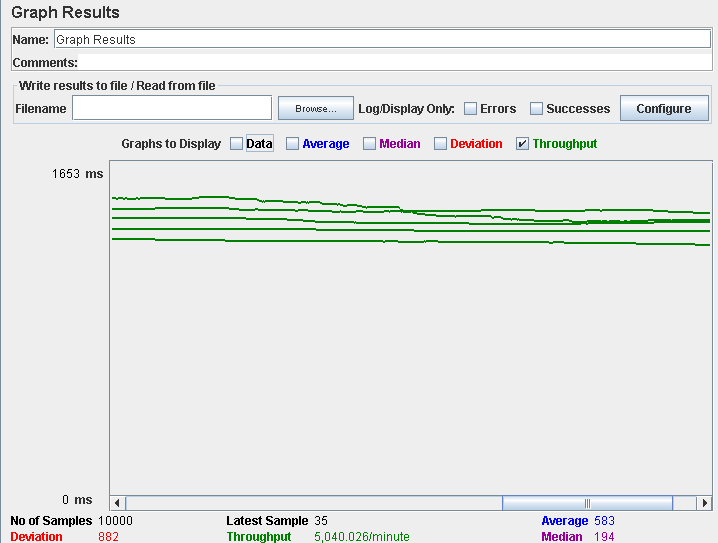 Graph Results
Name: Graph Results
Comments:
Write results to file / Read from file
Filename Browse... Log/Display Only: Errors Successes Configure
Graphs to Display Data Average Median Deviation Throughput
1653 ms
0 ms
No of Samples 10000 Latest Sample 35 Average 583
Deviation 882 Throughput 5,040.026/minute Median 194